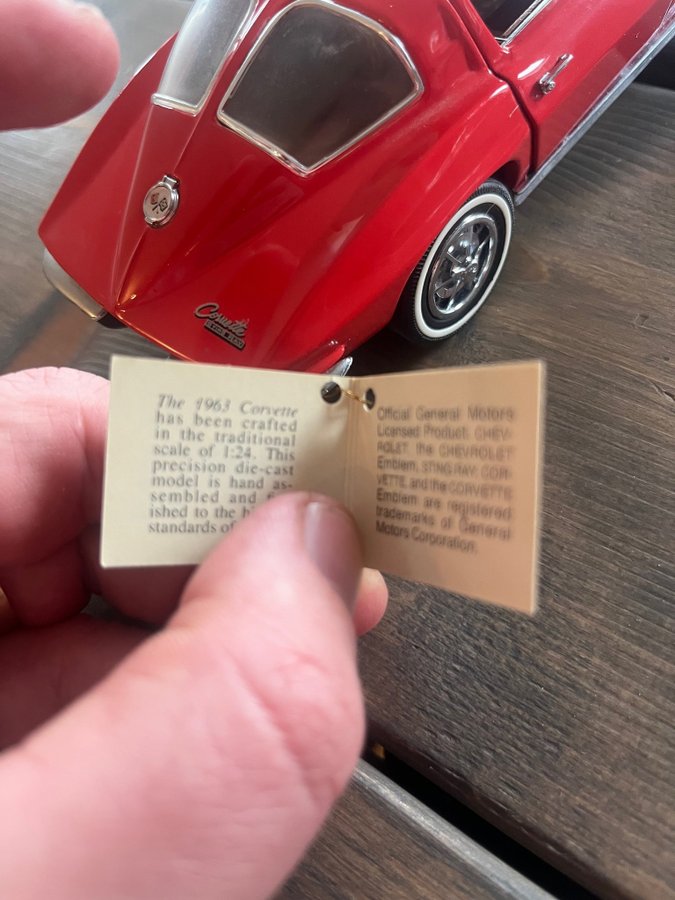 Corvette
The 1963 Corvette
has been crafted
in the traditional
scale of 1:24. This
precision die-cast
model is hand as-
sembled and
ished to the
standards of
Official General Motors
Licensed Product. CHEV-
ROLET, the CHEVROLET
Emblem, STING RAY, COR-
VETTE, and the CORVETTE
Emblem are registered
trademarks of General
Motors Corporation.